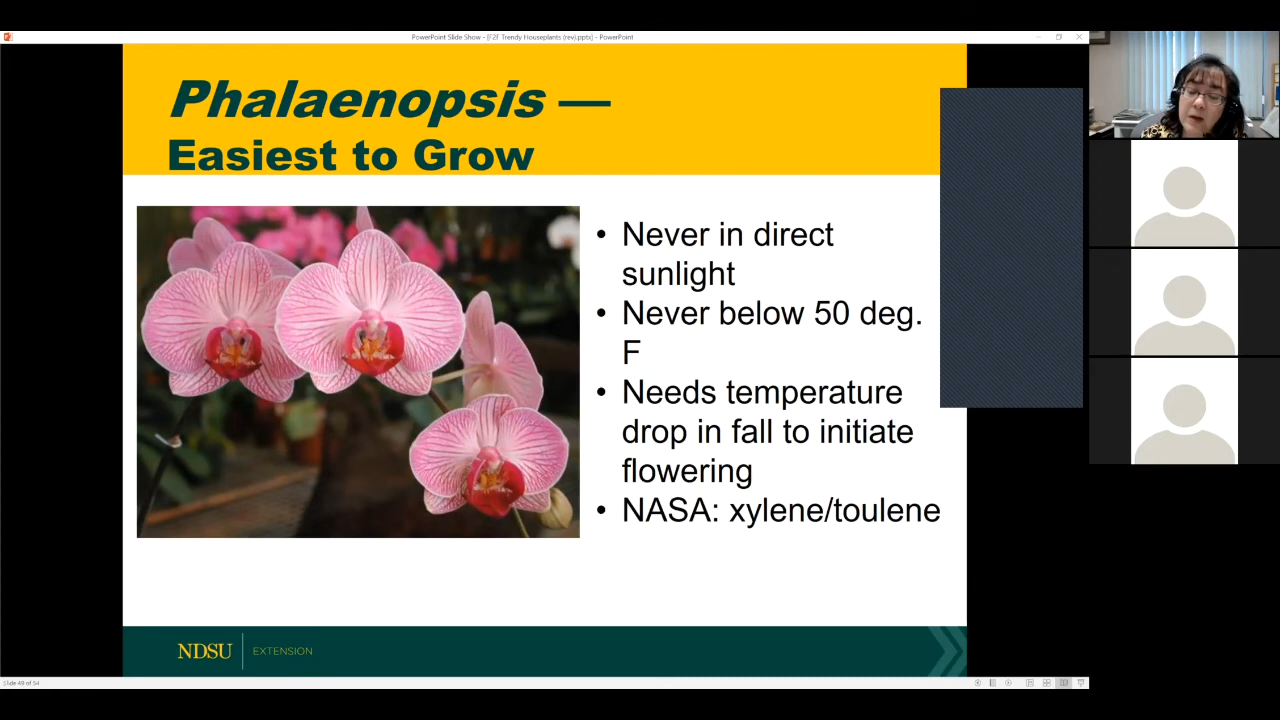 PowerPoint Slide Show - [F2F Trendy Houseplants (rev).pptx] - PowerPoint
Phalaenopsis —
Easiest to Grow
• Never in direct
sunlight
• Never below 50 deg.
F
• Needs temperature
drop in fall to initiate
flowering
• NASA: xylene/toulene
NDSU EXTENSION
Slide 49 of 54